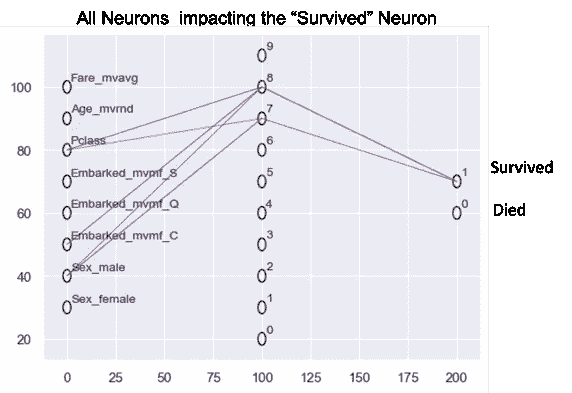 All Neurons impacting the “Survived” Neuron
9
100
Fare_mvavg
8
Age_mvrnd
7
80
Pclass
6
Embarked_mvmf_S
5
1
Survived
60
Embarked_mvmf_Q
4
0
Died
Embarked_mvmf_C
3
40
Sex_male
2
Sex_female
1
20
0
0 25 50 75 100 125 150 175 200